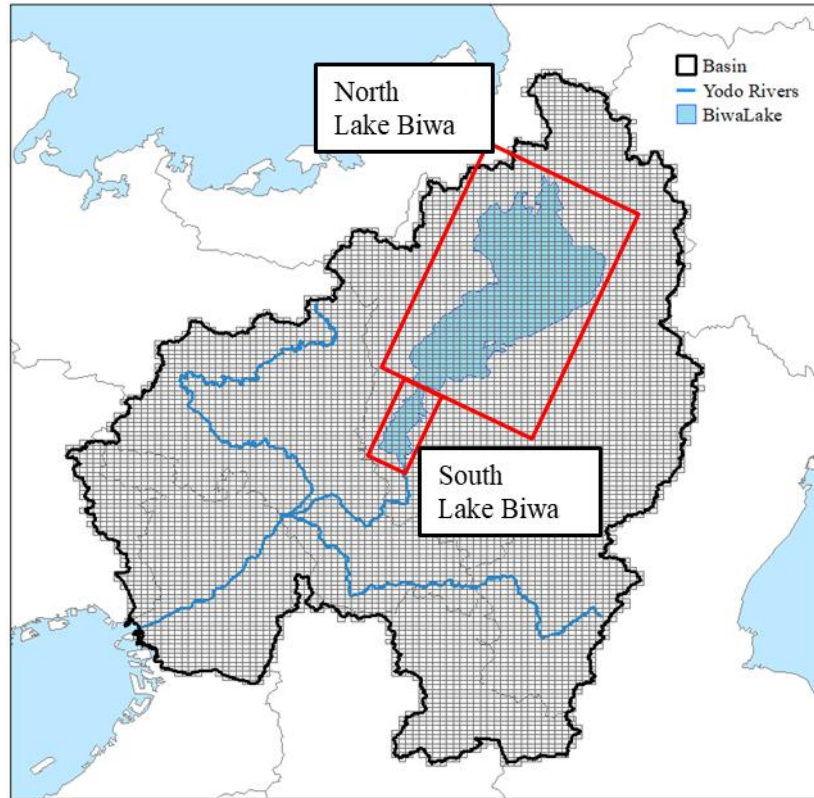 North
Lake Biwa
Basin
Yodo Rivers
BiwaLake
South
Lake Biwa